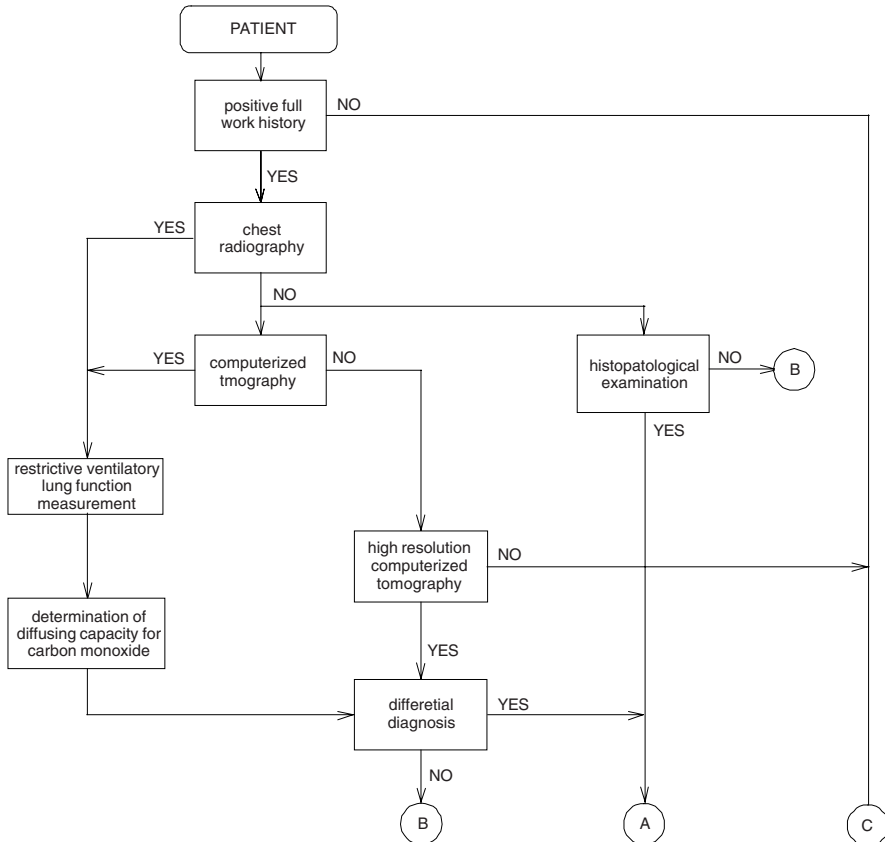 PATIENT
positive full
work history
NO
YES
YES
chest
radiography
NO
YES
computerized
tmography
NO
histopatological
examination
NO
B
YES
restrictive ventilatory
lung function
measurement
high resolution
computerized
tomography
NO
determination of
diffusing capacity for
carbon monoxide
YES
differetial
diagnosis
YES
NO
B
A
C